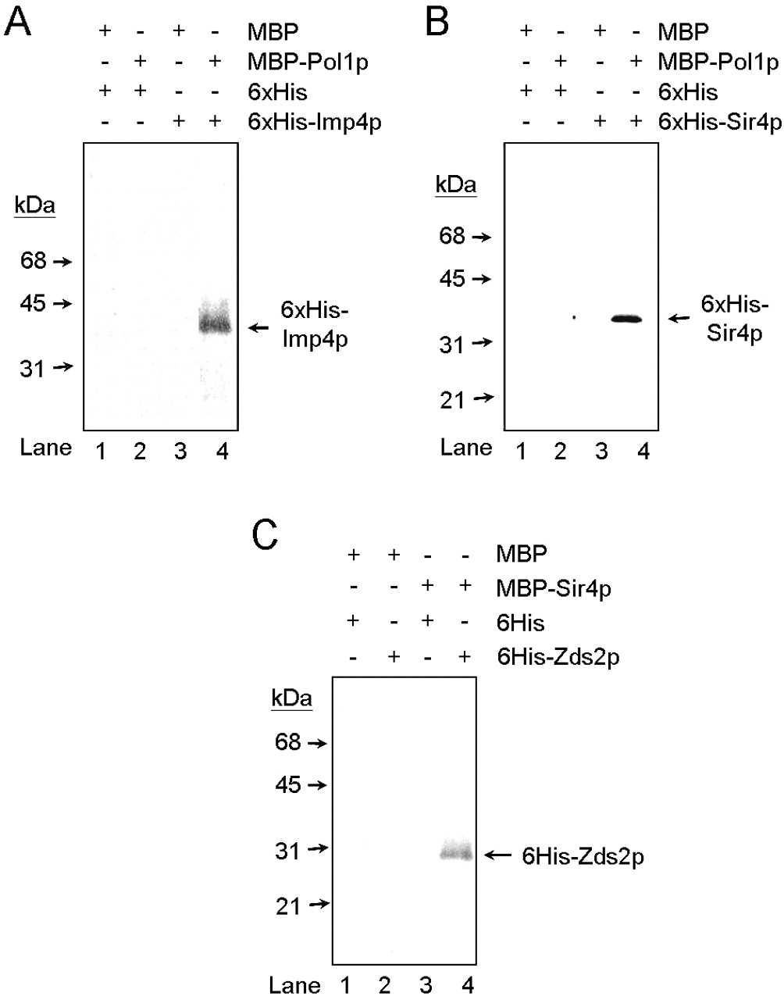 A
+ - + - MBP
- + - + MBP-Pol1p
+ + - - 6xHis
- - + + 6xHis-Imp4p
kDa
68
45
31
6xHis-
Imp4p
Lane 1 2 3 4
B
+ - + - MBP
- + - + MBP-Pol1p
+ + - - 6xHis
- - + + 6xHis-Sir4p
kDa
68
45
31
21
6xHis-
Sir4p
Lane 1 2 3 4
C
+ + - - MBP
- - + + MBP-Sir4p
+ - + - 6His
- + - + 6His-Zds2p
kDa
68
45
31
21
6His-Zds2p
Lane 1 2 3 4